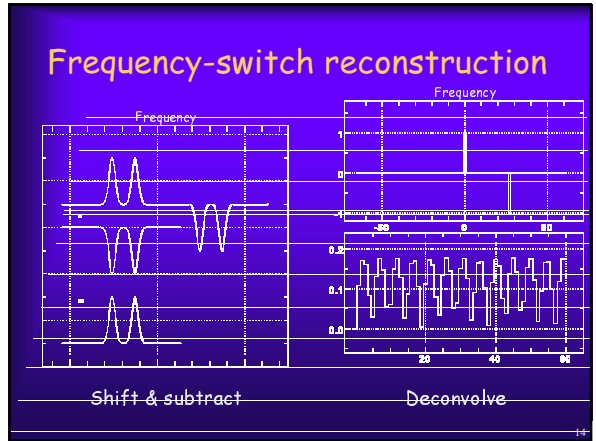 Frequency-switch reconstruction
Frequency
Frequency
1
0
-1
-50 0 50
0.2
0.1
0.0
20 40 60
Shift & subtract
Deconvolve
14